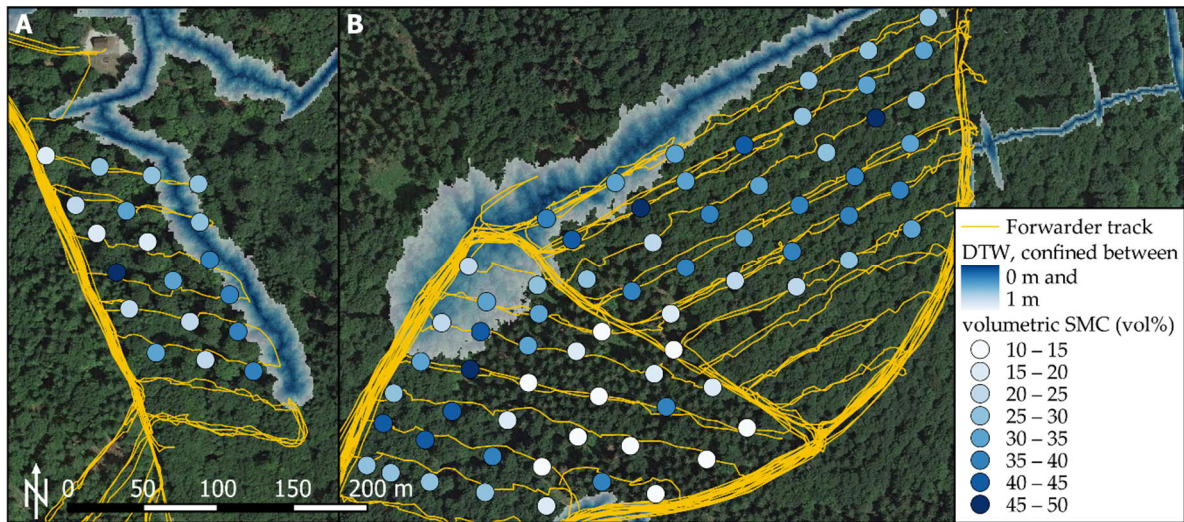 A
B
N
0 50 100 150 200 m
Forwarder track
DTW, confined between
0 m and
1 m
volumetric SMC (vol%)
10 – 15
15 – 20
20 – 25
25 – 30
30 – 35
35 – 40
40 – 45
45 – 50